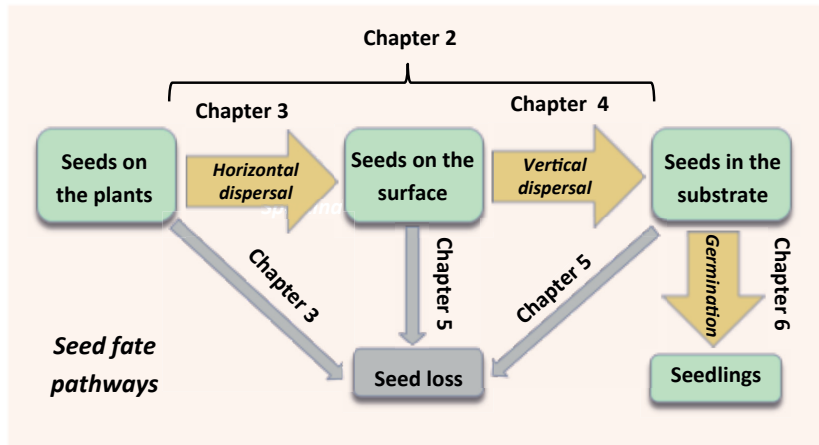 Chapter 2
Chapter 3
Chapter 4
Seeds on
the plants
Horizontal
dispersal
Seeds on the
surface
Vertical
dispersal
Seeds in the
substrate
Chapter 3
Chapter 5
Chapter 5
Germination
Chapter 6
Seed fate
pathways
Seed loss
Seedlings